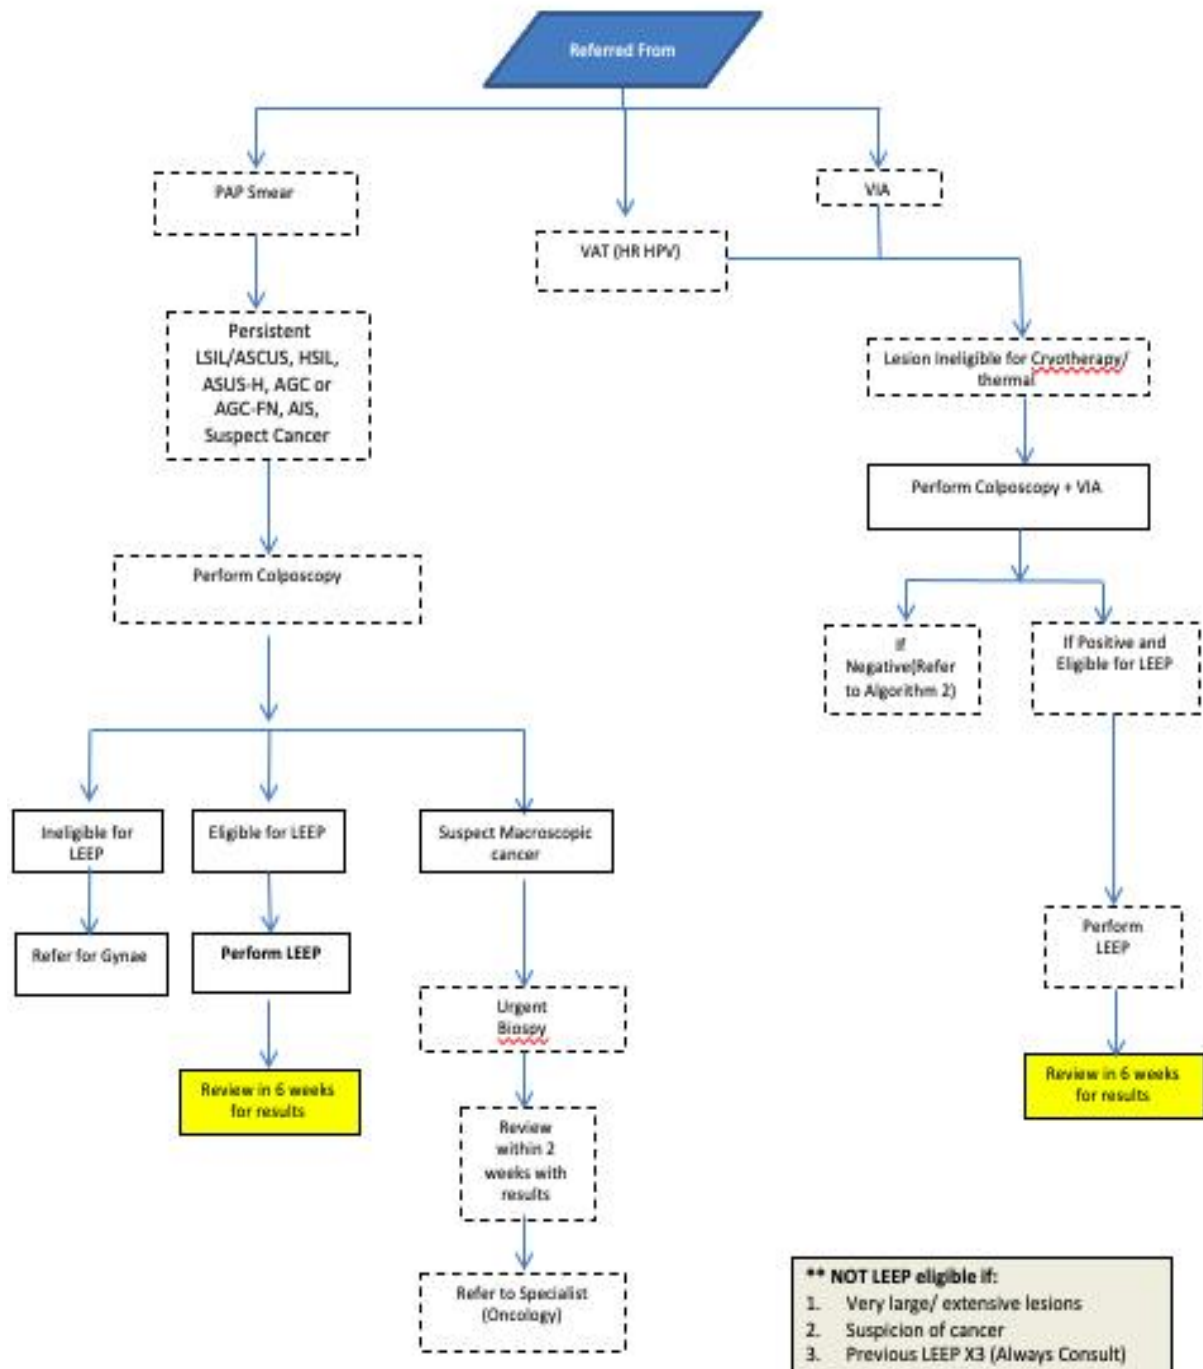 Referred From
PAP Smear
VIA
VAT (HR HPV)
Persistent
LSIL/ASCUS, HSIL,
ASUS-H, AGC or
AGC-FN, AIS,
Suspect Cancer
Lesion Ineligible for Cryotherapy/
thermal
Perform Colposcopy + VIA
Perform Colposcopy
If
Negative(Refer
to Algorithm 2)
If Positive and
Eligible for LEEP
Ineligible for
LEEP
Eligible for LEEP
Suspect Macroscopic
cancer
Refer for Gynae
Perform LEEP
Perform
LEEP
Urgent
Biospy
Review in 6 weeks
for results
Review in 6 weeks
for results
Review
within 2
weeks with
results
Refer to Specialist
(Oncology)
** NOT LEEP eligible if:
1. Very large/ extensive lesions
2. Suspicion of cancer
3. Previous LEEP X3 (Always Consult)